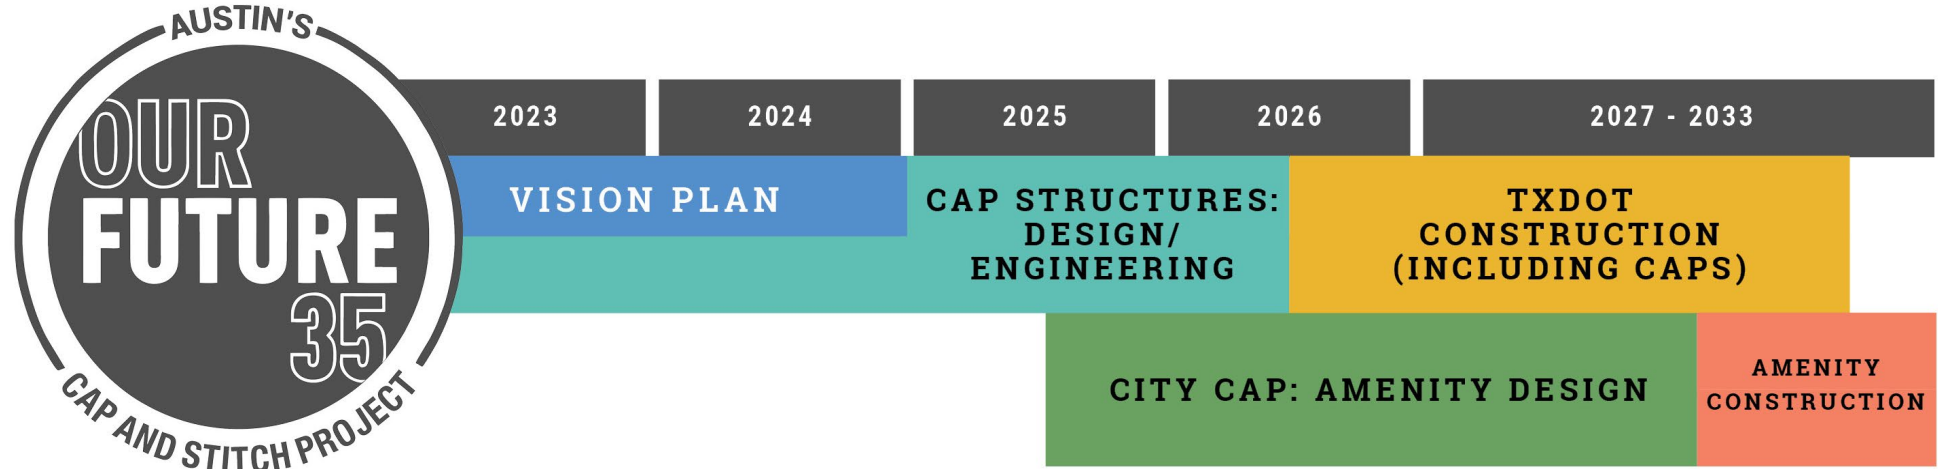 AUSTIN'S
OUR
FUTURE
35
CAP AND STITCH PROJECT
2023
2024
2025
2026
2027 - 2033
VISION PLAN
CAP STRUCTURES:
DESIGN/
ENGINEERING
TXDOT
CONSTRUCTION
(INCLUDING CAPS)
CITY CAP: AMENITY DESIGN
AMENITY
CONSTRUCTION